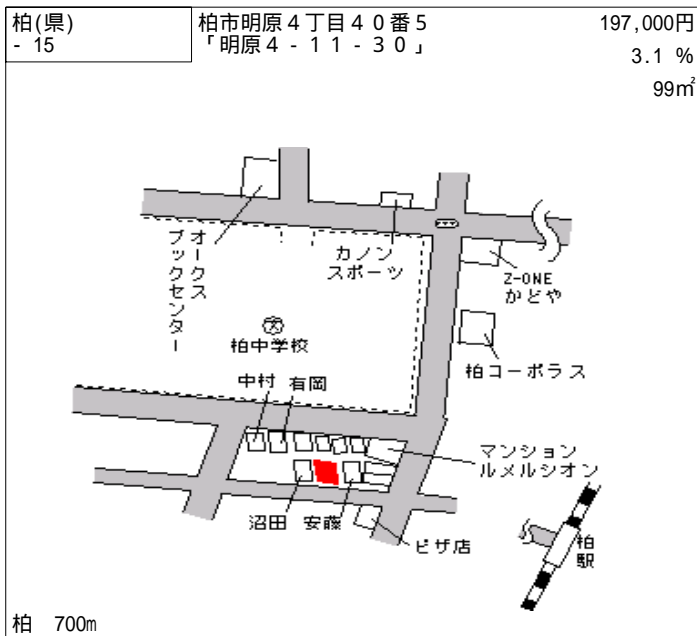 柏(県)
- 15
柏市明原４丁目４０番５
「明原４‐１１‐３０」
197,000円
3.1 %
99㎡
オークス
ブックセンター
カノン
スポーツ
Z-ONE
かどや
文
柏中学校
柏コーポラス
中村
有岡
マンション
ルメルシオン
沼田
安藤
ピザ店
柏駅
柏 700m